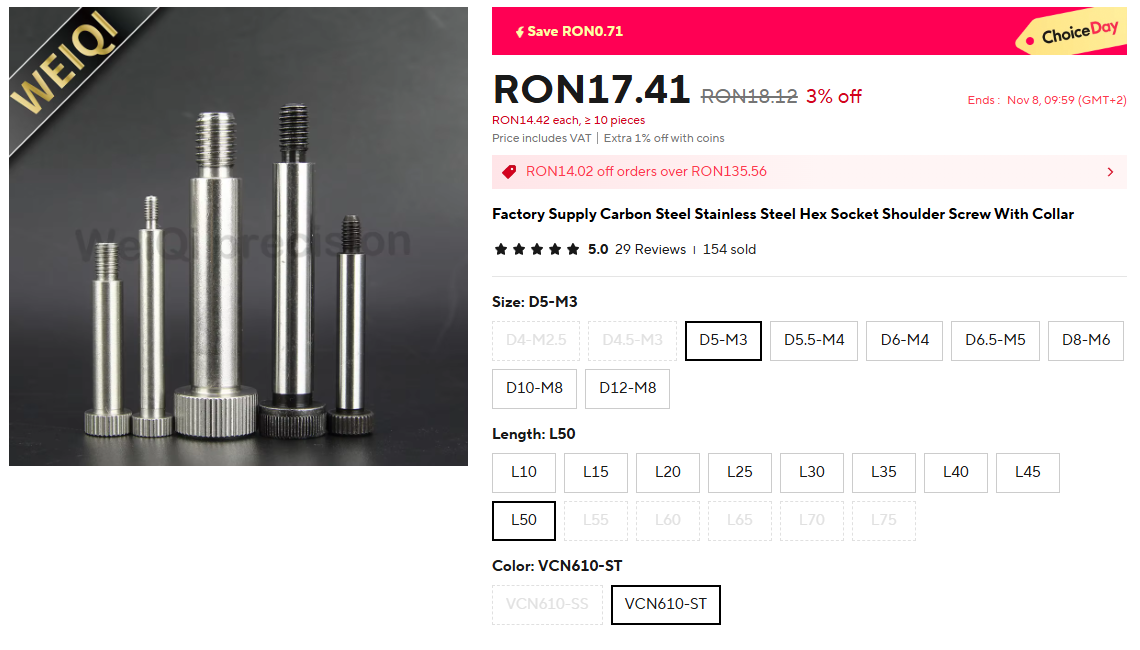 WEIQI
WeiQi precision
Save RON0.71
ChoiceDay
RON17.41 RON18.12 3% off
Ends : Nov 8, 09:59 (GMT+2)
RON14.42 each, ≥ 10 pieces
Price includes VAT | Extra 1% off with coins
RON14.02 off orders over RON135.56
Factory Supply Carbon Steel Stainless Steel Hex Socket Shoulder Screw With Collar
5.0 29 Reviews | 154 sold
Size: D5-M3
D4-M2.5 D4.5-M3 D5-M3 D5.5-M4 D6-M4 D6.5-M5 D8-M6
D10-M8 D12-M8
Length: L50
L10 L15 L20 L25 L30 L35 L40 L45
L50 L55 L60 L65 L70 L75
Color: VCN610-ST
VCN610-SS VCN610-ST